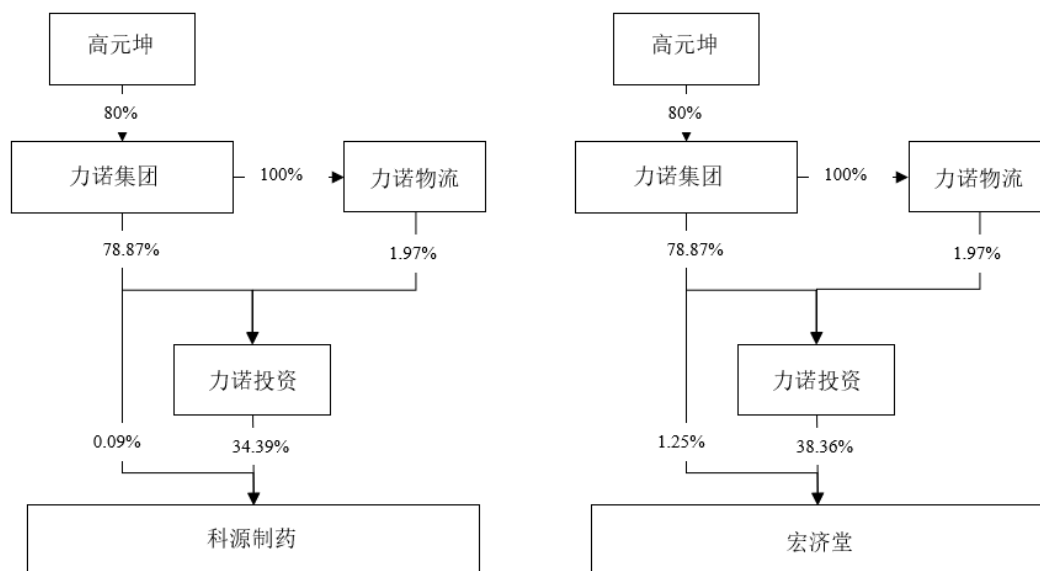 高元坤
80%
力诺集团
100%
力诺物流
78.87%
1.97%
力诺投资
0.09%
34.39%
科源制药
高元坤
80%
力诺集团
100%
力诺物流
78.87%
1.97%
力诺投资
1.25%
38.36%
宏济堂